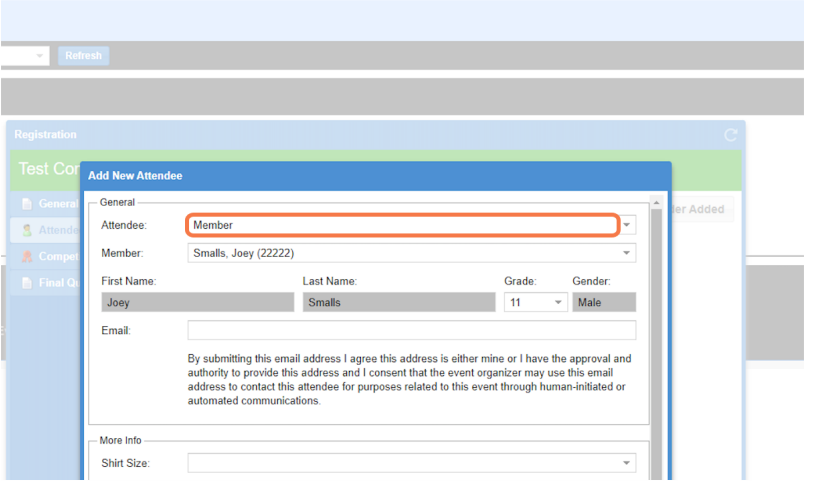 Refresh
Registration
Test Con
Add New Attendee
General
General
Attendee: Member
Member: Smalls, Joey (22222)
First Name: Last Name: Grade: Gender:
Joey Smalls 11 Male
Email:
By submitting this email address I agree this address is either mine or I have the approval and
authority to provide this address and I consent that the event organizer may use this email
address to contact this attendee for purposes related to this event through human-initiated or
automated communications.
More Info
Shirt Size:
Attende
Compet
Final Qu
der Added